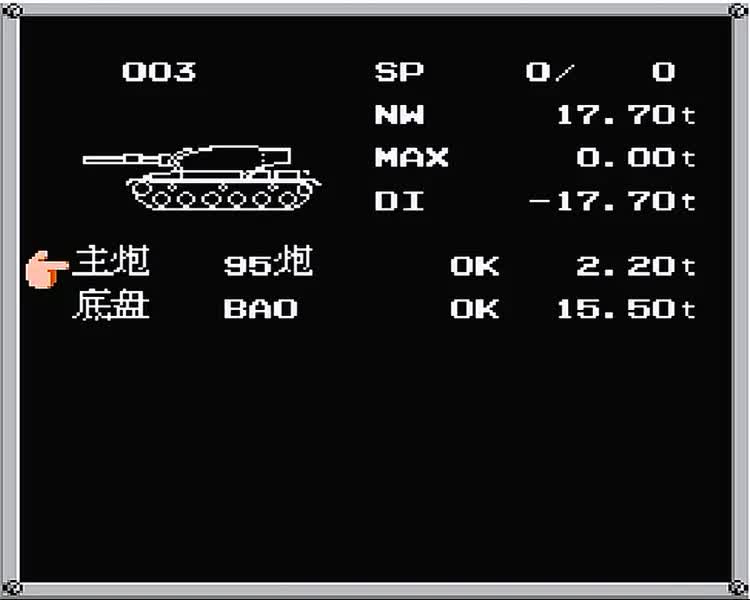 003 SP 0/ 0
NW 17.70t
MAX 0.00t
DI -17.70t
主炮 95炮 OK 2.20t
底盘 BAO OK 15.50t